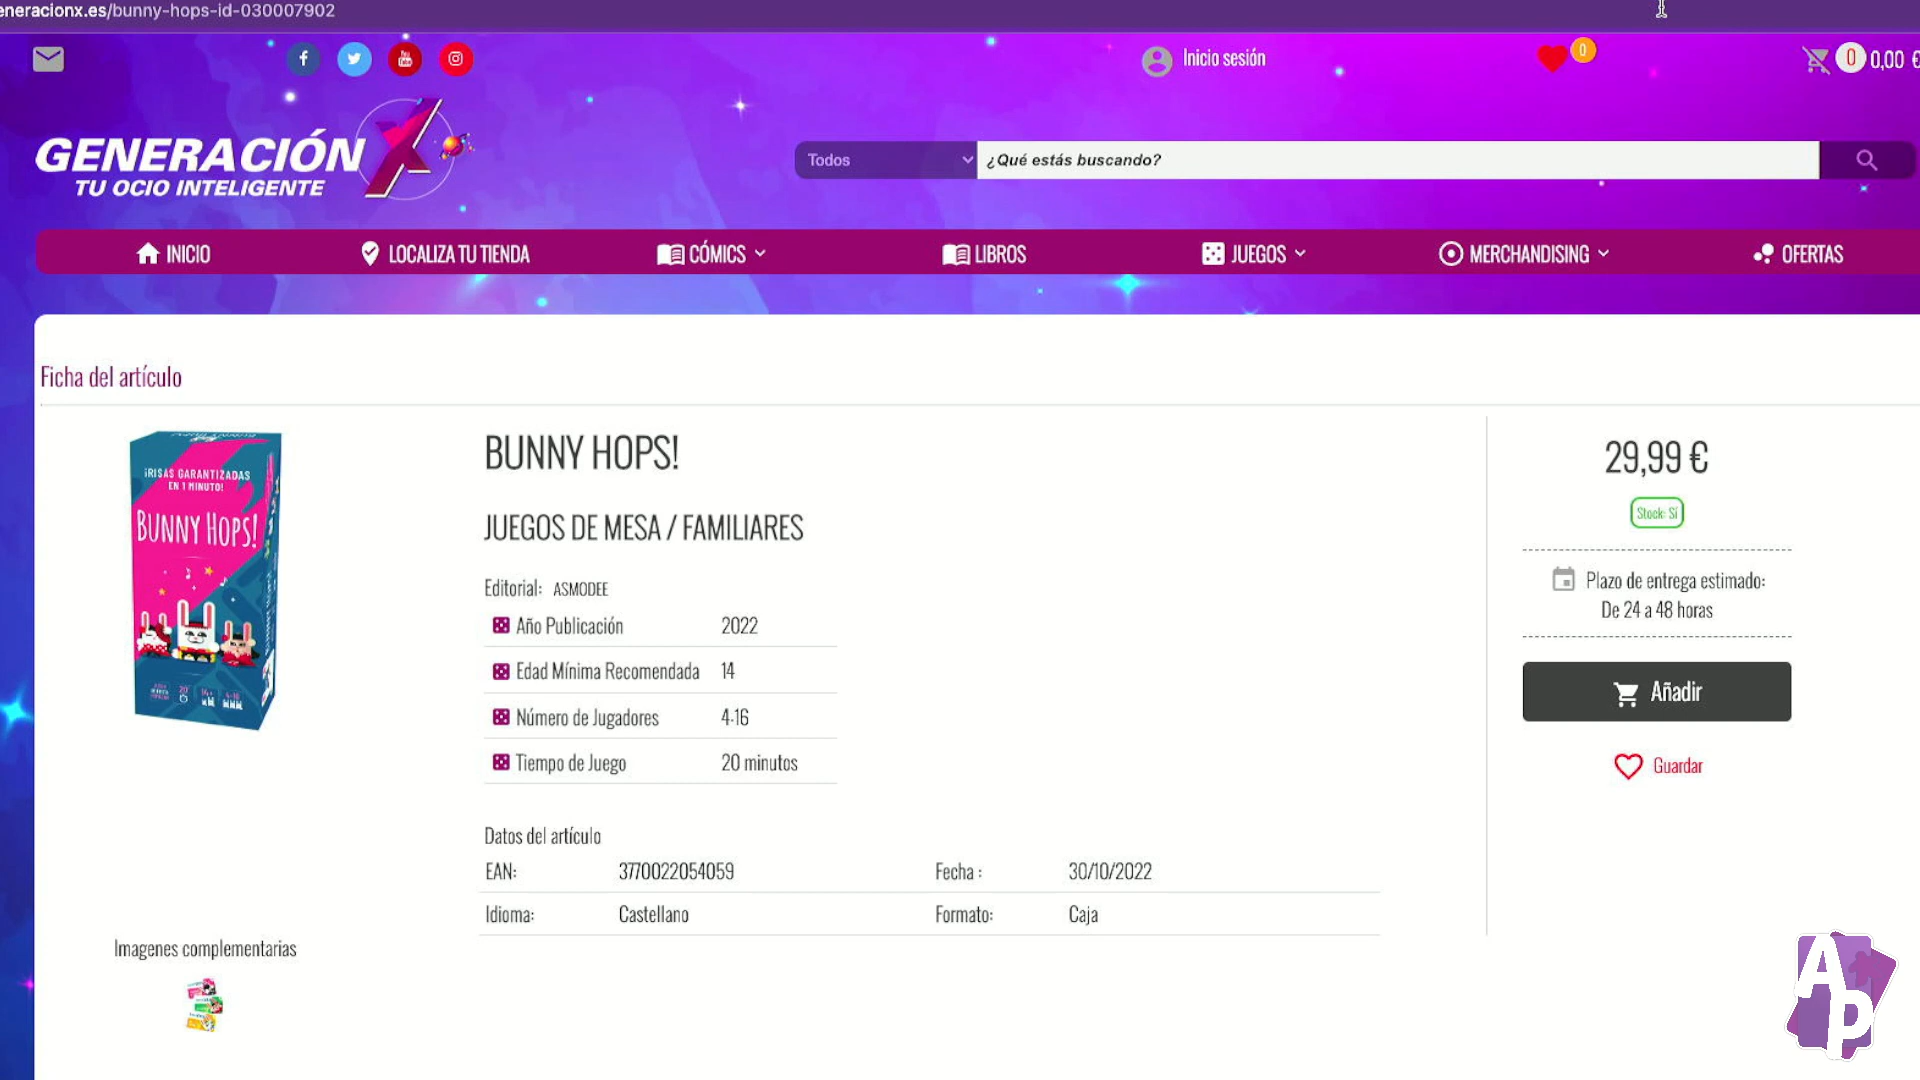 eneracionx.es/bunny-hops-id-030007902
Inicio sesión
0
0 0,00 €
GENERACIÓN X
TU OCIO INTELIGENTE
Todos
¿Qué estás buscando?
INICIO
LOCALIZA TU TIENDA
CÓMICS
LIBROS
JUEGOS
MERCHANDISING
OFERTAS
Ficha del artículo
¡RISAS GARANTIZADAS
EN 1 MINUTO!
BUNNY HOPS!
BUNNY HOPS!
JUEGOS DE MESA / FAMILIARES
Editorial: ASMODEE
Año Publicación 2022
Edad Mínima Recomendada 14
Número de Jugadores 4-16
Tiempo de Juego 20 minutos
Datos del artículo
EAN: 3770022054059 Fecha : 30/10/2022
Idioma: Castellano Formato: Caja
29,99 €
Stock: Sí
Plazo de entrega estimado:
De 24 a 48 horas
Añadir
Guardar
Imagenes complementarias
AP